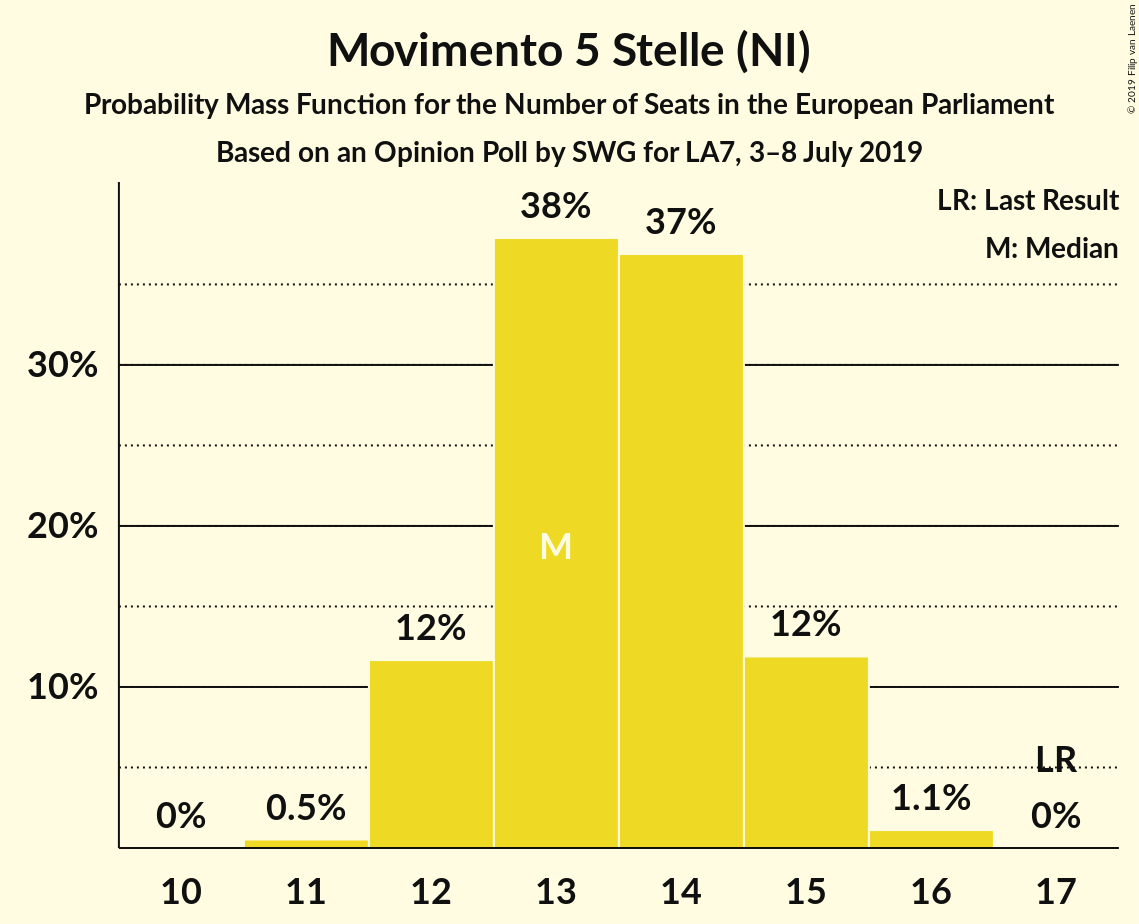 Movimento 5 Stelle (NI)
Probability Mass Function for the Number of Seats in the European Parliament
Based on an Opinion Poll by SWG for LA7, 3–8 July 2019
© 2019 Filip van Laenen
LR: Last Result
M: Median
38%
37%
30%
20%
M
12%
12%
10%
LR
0%
0.5%
1.1%
0%
10 11 12 13 14 15 16 17